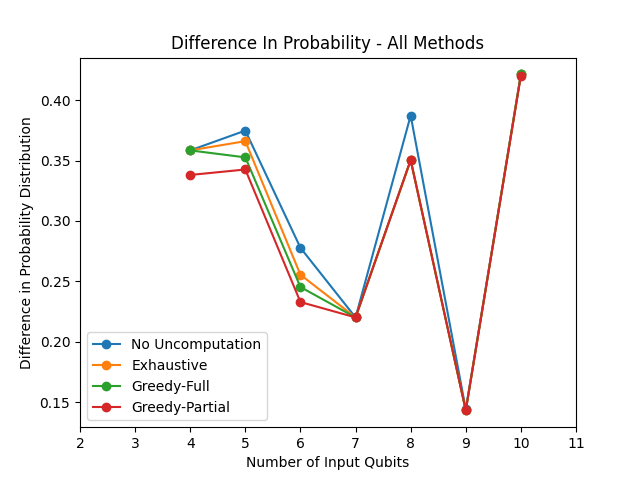 Difference In Probability - All Methods
Difference in Probability Distribution
0.40
0.35
0.30
0.25
0.20
0.15
No Uncomputation
Exhaustive
Greedy-Full
Greedy-Partial
2 3 4 5 6 7 8 9 10 11
Number of Input Qubits